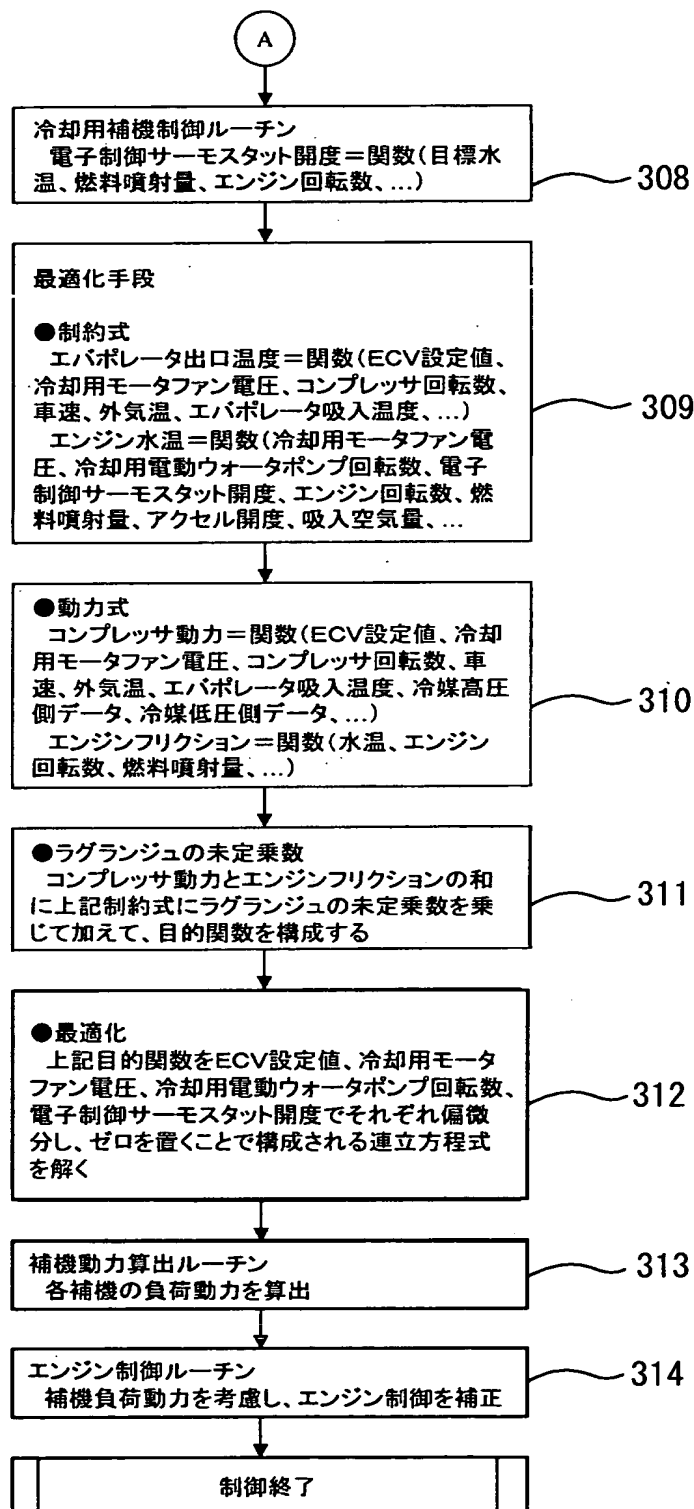 A
冷却用補機制御ルーチン
電子制御サーモスタット開度＝関数(目標水
温、燃料噴射量、エンジン回転数、…)
308
最適化手段
●制約式
エバポレータ出口温度＝関数(ECV設定値、
冷却用モータファン電圧、コンプレッサ回転数、
車速、外気温、エバポレータ吸入温度、…)
エンジン水温＝関数(冷却用モータファン電
圧、冷却用電動ウォータポンプ回転数、電子
制御サーモスタット開度、エンジン回転数、燃
料噴射量、アクセル開度、吸入空気量、…
309
●動力式
コンプレッサ動力＝関数(ECV設定値、冷却
用モータファン電圧、コンプレッサ回転数、車
速、外気温、エバポレータ吸入温度、冷媒高圧
側データ、冷媒低圧側データ、…)
エンジンフリクション＝関数(水温、エンジン
回転数、燃料噴射量、…)
310
●ラグランジュの未定乗数
コンプレッサ動力とエンジンフリクションの和
に上記制約式にラグランジュの未定乗数を乗
じて加えて、目的関数を構成する
311
●最適化
上記目的関数をECV設定値、冷却用モータ
ファン電圧、冷却用電動ウォータポンプ回転数、
電子制御サーモスタット開度でそれぞれ偏微
分し、ゼロを置くことで構成される連立方程式
を解く
312
補機動力算出ルーチン
各補機の負荷動力を算出
313
エンジン制御ルーチン
補機負荷動力を考慮し、エンジン制御を補正
314
制御終了